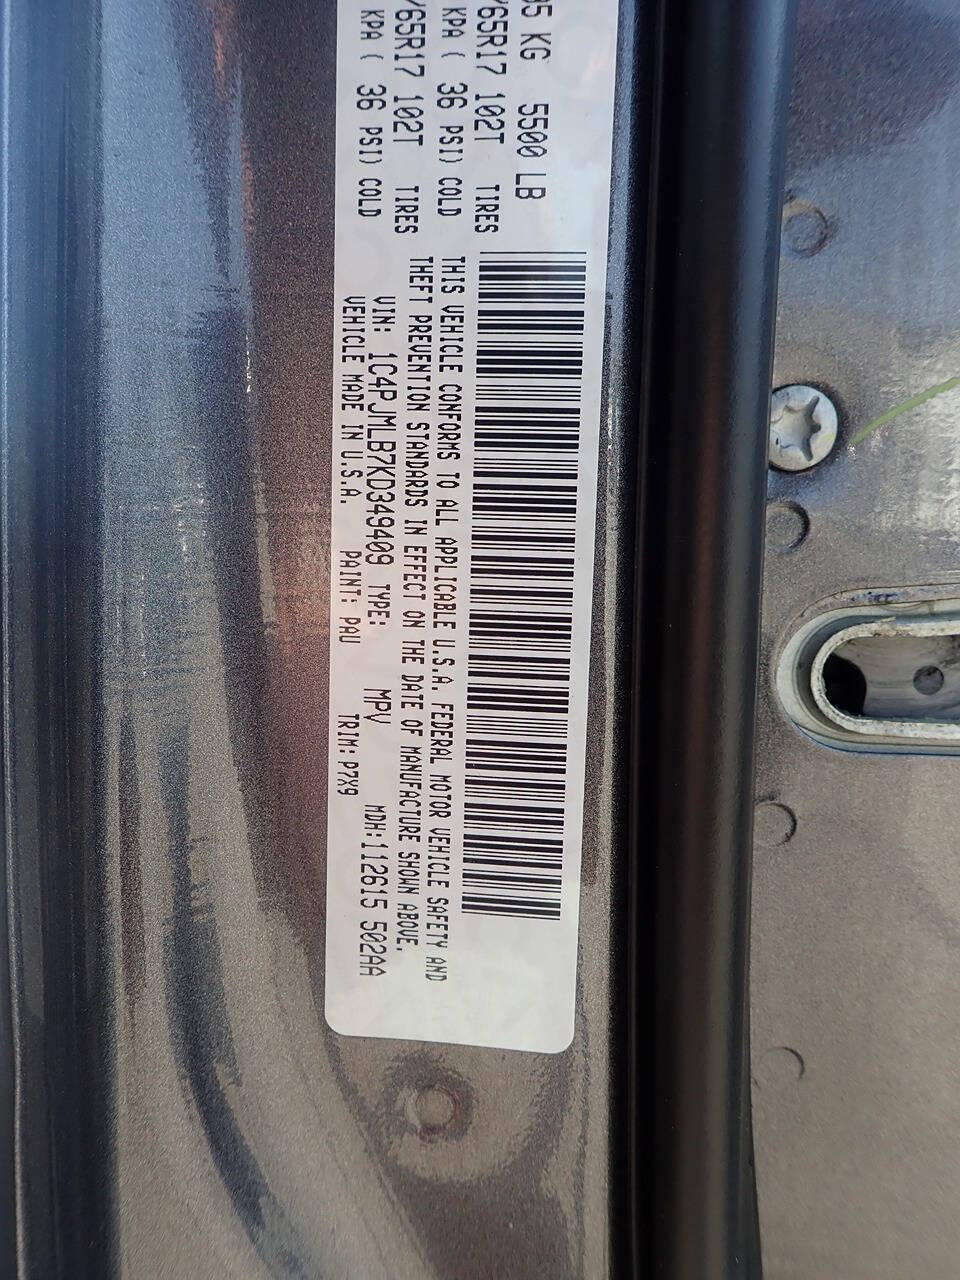 95 KG 5500 LB
/65R17 102T TIRES
KPA ( 36 PSI) COLD
/65R17 102T TIRES
KPA ( 36 PSI) COLD
THIS VEHICLE CONFORMS TO ALL APPLICABLE U.S.A. FEDERAL MOTOR VEHICLE SAFETY AND
THEFT PREVENTION STANDARDS IN EFFECT ON THE DATE OF MANUFACTURE SHOWN ABOVE.
VIN: 1C4PJMLB7KD349409 TYPE: MPV MDH:112615 502AA
VEHICLE MADE IN U.S.A. PAINT: PAU TRIM: P7X9